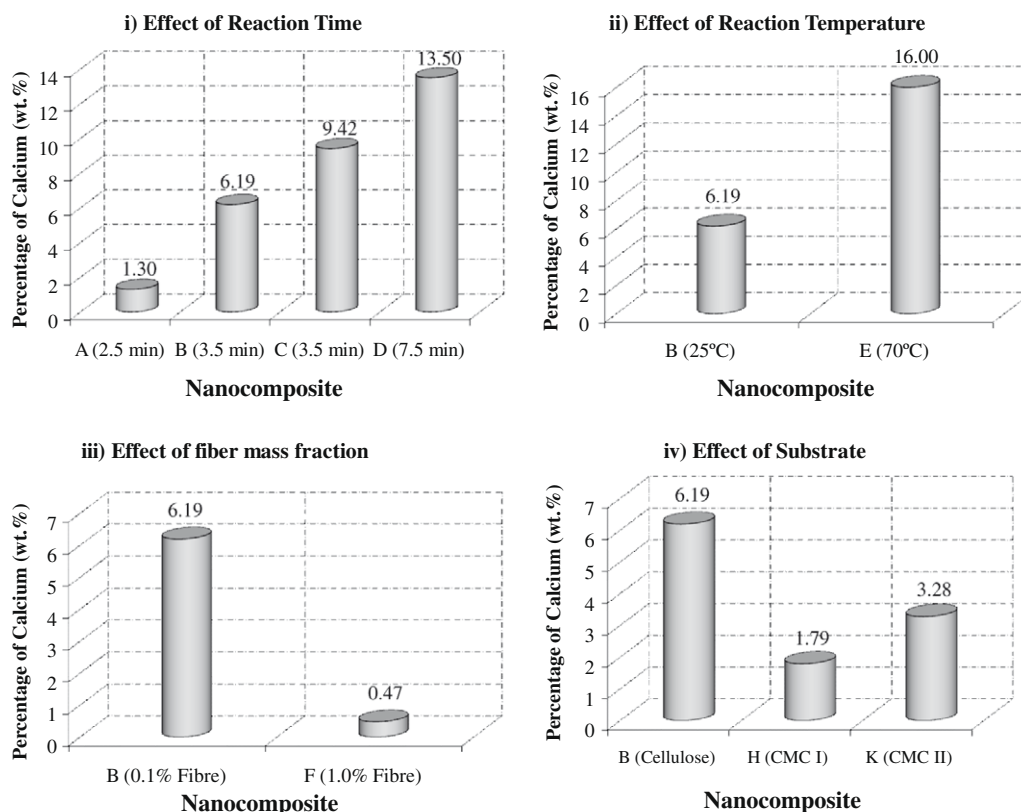 i) Effect of Reaction Time
Percentage of Calcium (wt.%)
14
12
10
8
6
4
2
0
1.30
6.19
9.42
13.50
A (2.5 min) B (3.5 min) C (3.5 min) D (7.5 min)
Nanocomposite
ii) Effect of Reaction Temperature
Percentage of Calcium (wt.%)
16
14
12
10
8
6
4
2
0
6.19
16.00
B (25ºC) E (70ºC)
Nanocomposite
iii) Effect of fiber mass fraction
Percentage of Calcium (wt.%)
7
6
5
4
3
2
1
0
6.19
0.47
B (0.1% Fibre) F (1.0% Fibre)
Nanocomposite
iv) Effect of Substrate
Percentage of Calcium (wt.%)
7
6
5
4
3
2
1
0
6.19
1.79
3.28
B (Cellulose) H (CMC I) K (CMC II)
Nanocomposite